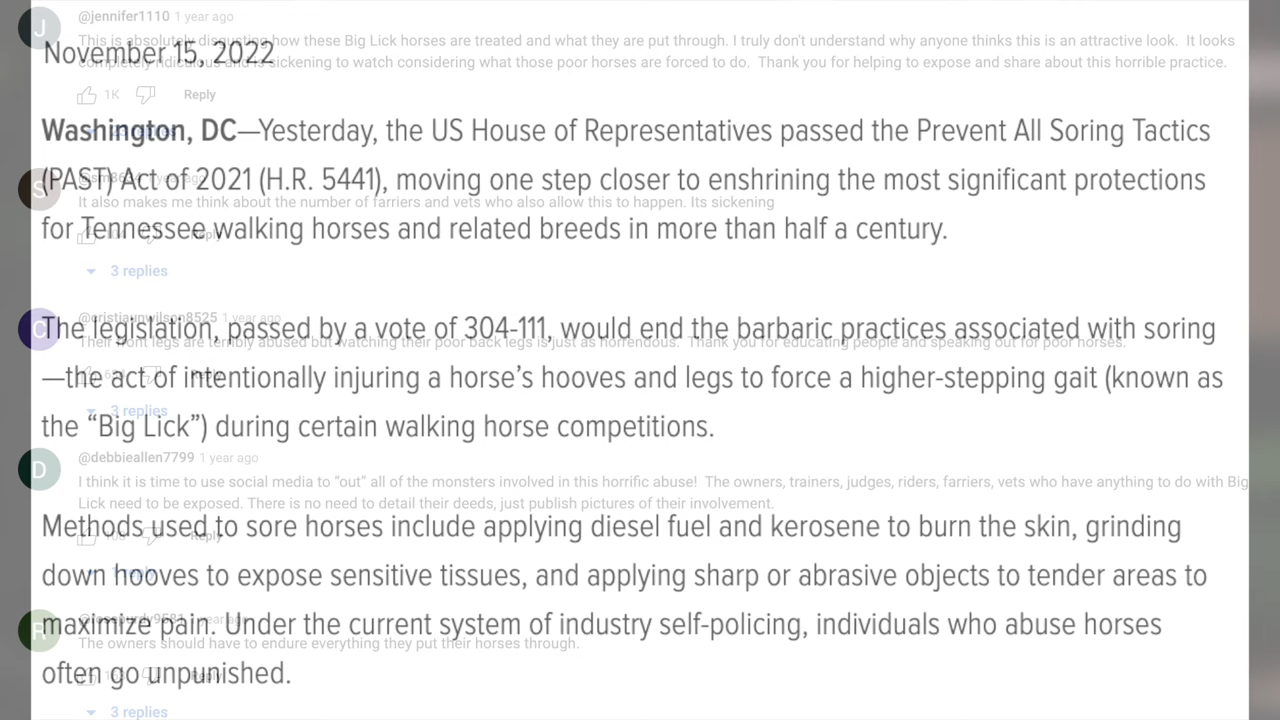 J
@jennifer1110 1 year ago
This is absolutely disgusting how these Big Lick horses are treated and what they are put through. I truly don't understand why anyone thinks this is an attractive look. It looks
November 15, 2022
completely ridiculous and is sickening to watch considering what those poor horses are forced to do. Thank you for helping to expose and share about this horrible practice.
1K Reply
Washington, DC—Yesterday, the US House of Representatives passed the Prevent All Soring Tactics
(PAST) Act of 2021 (H.R. 5441), moving one step closer to enshrining the most significant protections
S
It also makes me think about the number of farriers and vets who also allow this to happen. Its sickening
for Tennessee walking horses and related breeds in more than half a century.
Reply
3 replies
C
@cristiaunwilson8525 1 year ago
The legislation, passed by a vote of 304-111, would end the barbaric practices associated with soring
Their front legs are terribly abused but watching their poor back legs is just as horrendous. Thank you for educating people and speaking out for poor horses.
—the act of intentionally injuring a horse’s hooves and legs to force a higher-stepping gait (known as
3 replies
the “Big Lick”) during certain walking horse competitions.
D
@debbieallen7799 1 year ago
I think it is time to use social media to "out" all of the monsters involved in this horrific abuse! The owners, trainers, judges, riders, farriers, vets who have anything to do with Big
Lick need to be exposed. There is no need to detail their deeds, just publish pictures of their involvement.
Methods used to sore horses include applying diesel fuel and kerosene to burn the skin, grinding
Reply
down hooves to expose sensitive tissues, and applying sharp or abrasive objects to tender areas to
R
maximize pain. Under the current system of industry self-policing, individuals who abuse horses
The owners should have to endure everything they put their horses through.
often go unpunished.
Reply
3 replies